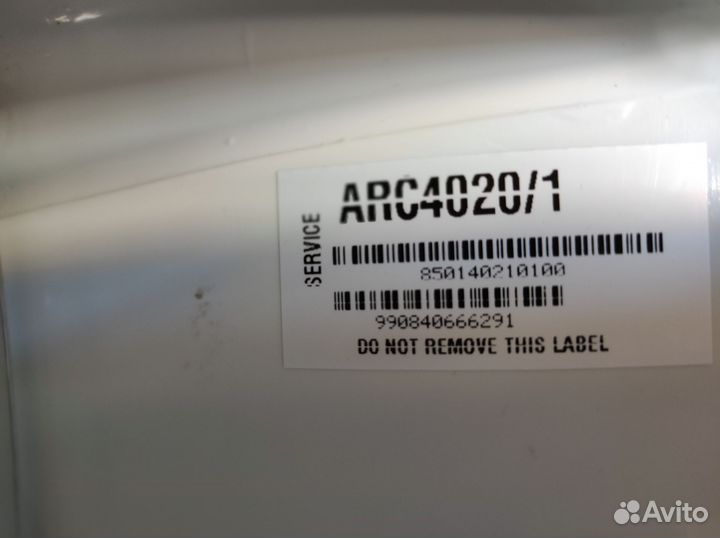 ARC4020/1
SERVICE
850140210100
990840666291
DO NOT REMOVE THIS LABEL
Avito